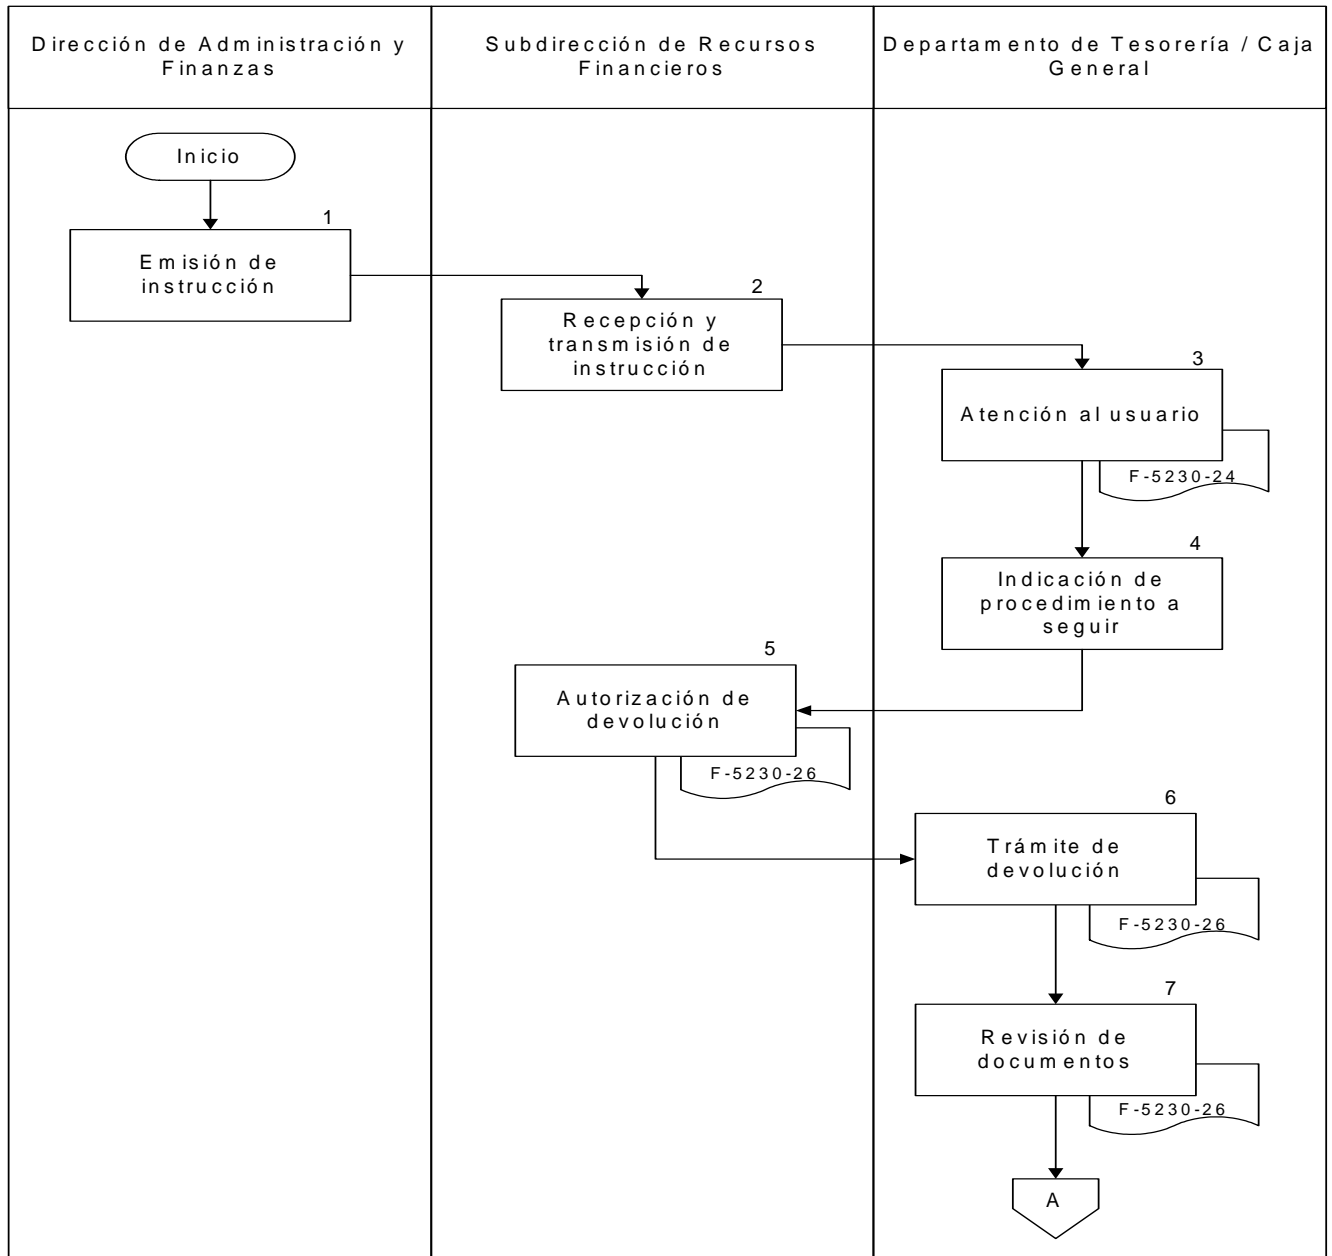 Dirección de Administración y
Finanzas
Subdirección de Recursos
Financieros
Departamento de Tesorería / Caja
General
Inicio
1
Emisión de
instrucción
2
Recepción y
transmisión de
instrucción
3
Atención al usuario
F-5230-24
4
Indicación de
procedimiento a
seguir
5
Autorización de
devolución
F-5230-26
6
Trámite de
devolución
F-5230-26
7
Revisión de
documentos
F-5230-26
A